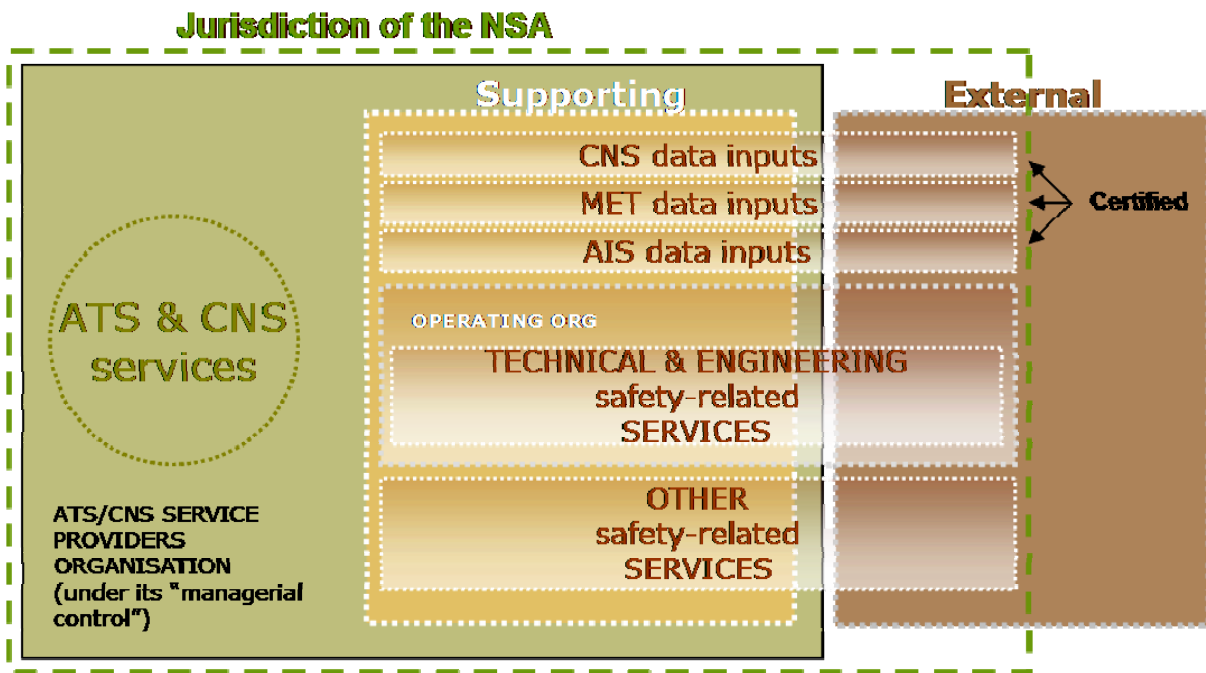 Jurisdiction of the NSA
Supporting
External
CNS data inputs
MET data inputs
AIS data inputs
Certified
ATS & CNS
services
OPERATING ORG
TECHNICAL & ENGINEERING
safety-related
SERVICES
OTHER
safety-related
SERVICES
ATS/CNS SERVICE
PROVIDERS
ORGANISATION
(under its “managerial
control”)